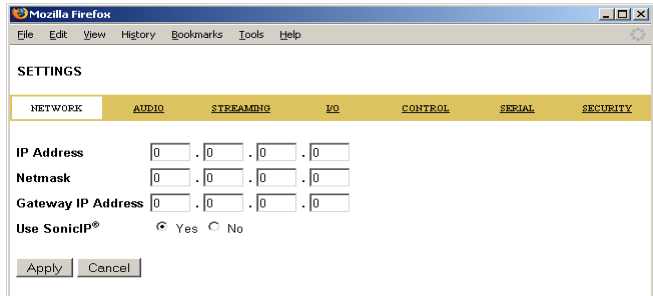 Mozilla Firefox
File Edit View History Bookmarks Tools Help
SETTINGS
NETWORK AUDIO STREAMING I/O CONTROL SERIAL SECURITY
IP Address 0 . 0 . 0 . 0
Netmask 0 . 0 . 0 . 0
Gateway IP Address 0 . 0 . 0 . 0
Use SonicIP® Yes No
Apply Cancel